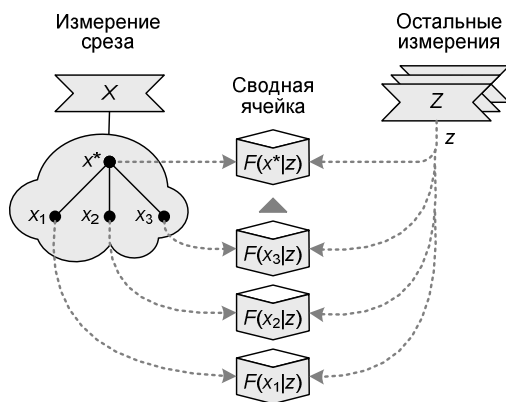 Измерение
среза
Остальные
измерения
Сводная
ячейка
X
Z
z
x*
F(x*|z)
x₁
x₂
x₃
F(x₃|z)
F(x₂|z)
F(x₁|z)